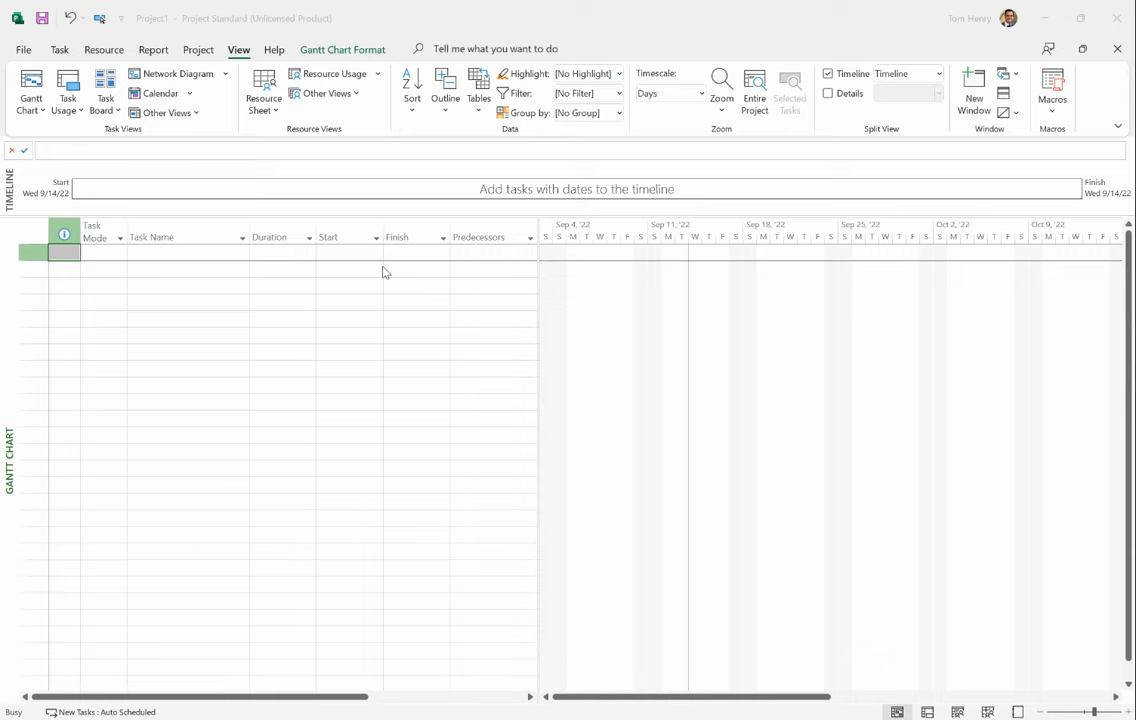 Project1 - Project Standard (Unlicensed Product)
Tom Henry
File Task Resource Report Project View Help Gantt Chart Format Tell me what you want to do
Gantt Chart
Task Usage
Task Board
Network Diagram
Calendar
Other Views
Task Views
Resource Sheet
Resource Usage
Other Views
Resource Views
Sort
Outline
Tables
Highlight: [No Highlight]
Filter: [No Filter]
Group by: [No Group]
Data
Timescale:
Days
Zoom
Entire Project
Selected Tasks
Zoom
Timeline Timeline
Details
Split View
New Window
Window
Macros
Macros
TIMELINE
Start
Wed 9/14/22
Add tasks with dates to the timeline
Finish
Wed 9/14/22
Task Mode Task Name Duration Start Finish Predecessors
Sep 4, '22 Sep 11, '22 Sep 18, '22 Sep 25, '22 Oct 2, '22 Oct 9, '22
S S M T W T F S S M T W T F S S M T W T F S S M T W T F S S M T W T F S S M T W T F S
GANTT CHART
Busy New Tasks : Auto Scheduled